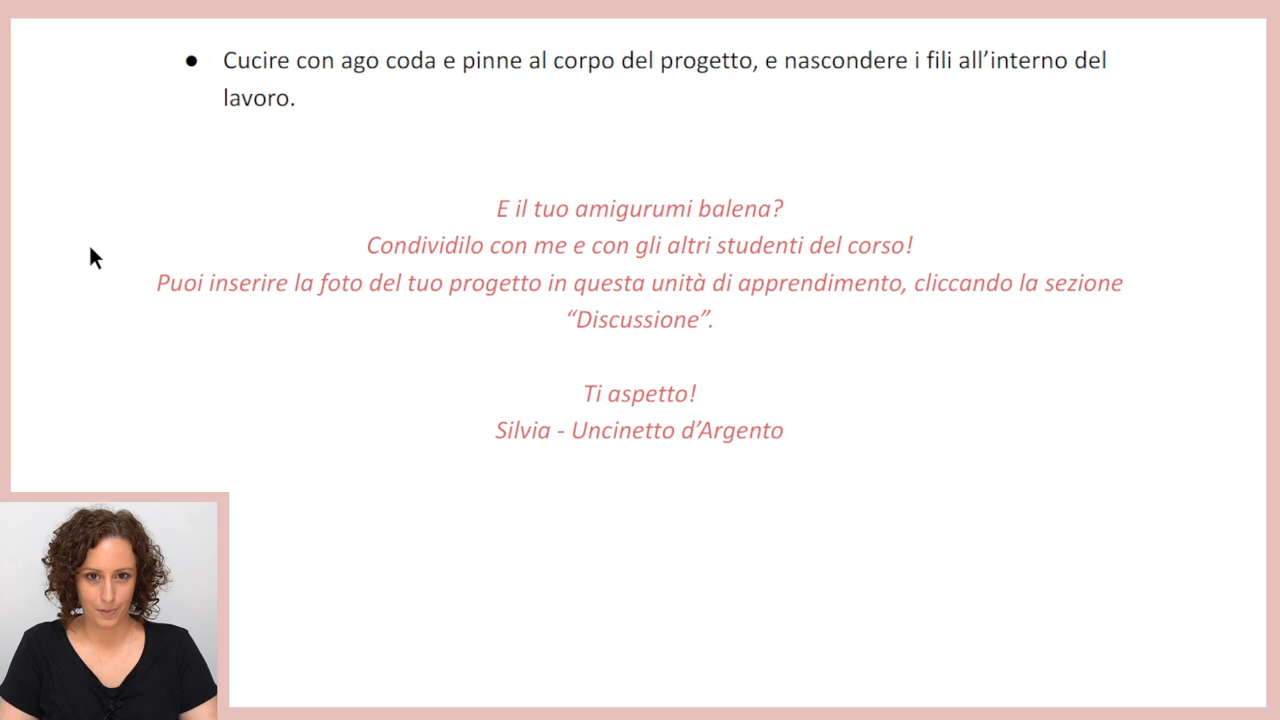 ● Cucire con ago coda e pinne al corpo del progetto, e nascondere i fili all’interno del
lavoro.
E il tuo amigurumi balena?
Condividilo con me e con gli altri studenti del corso!
Puoi inserire la foto del tuo progetto in questa unità di apprendimento, cliccando la sezione
“Discussione”.
Ti aspetto!
Silvia - Uncinetto d’Argento